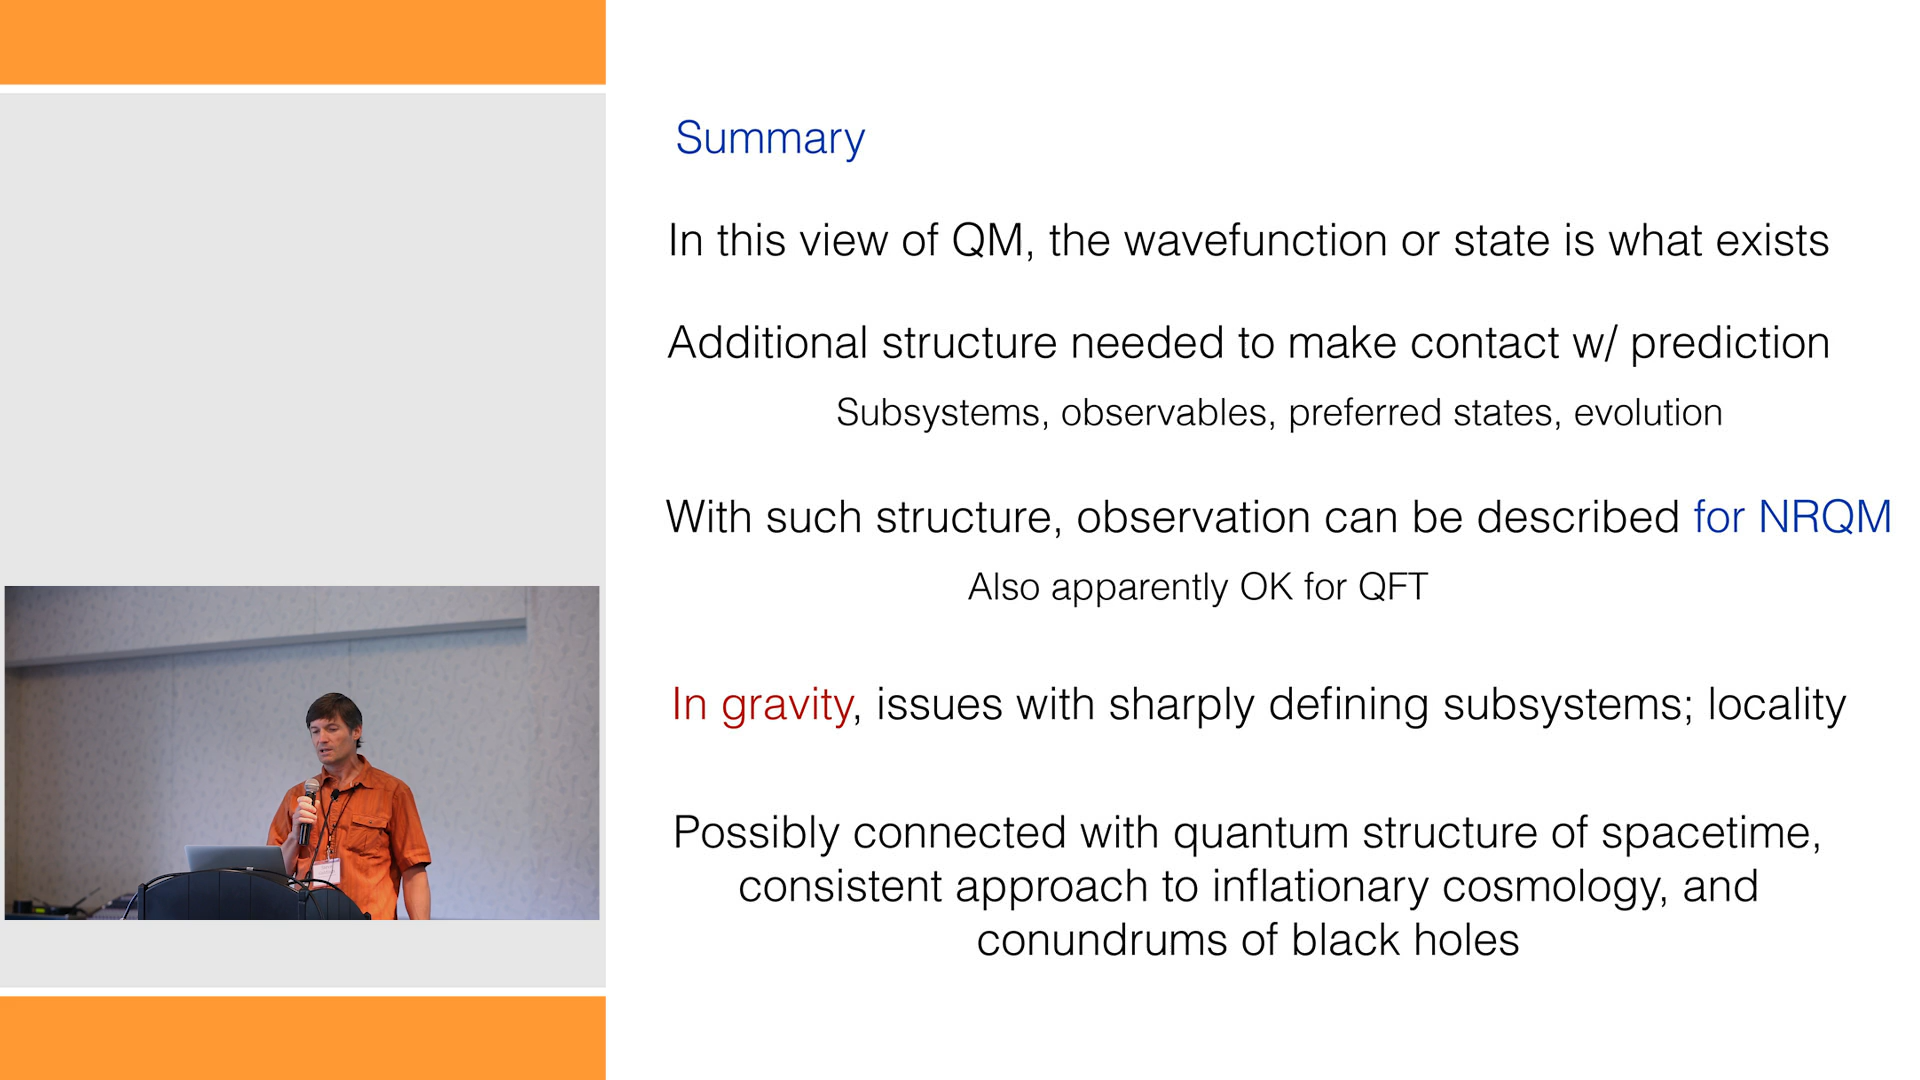 Summary
In this view of QM, the wavefunction or state is what exists
Additional structure needed to make contact w/ prediction
Subsystems, observables, preferred states, evolution
With such structure, observation can be described for NRQM
Also apparently OK for QFT
In gravity, issues with sharply defining subsystems; locality
Possibly connected with quantum structure of spacetime,
consistent approach to inflationary cosmology, and
conundrums of black holes